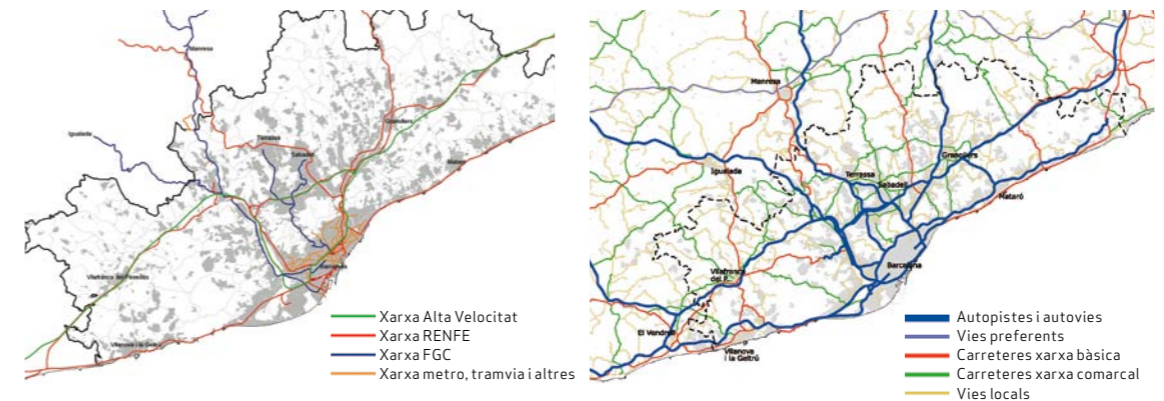 Manresa
Igualada
Terrassa
Sabadell
Granollers
Mataró
Barcelona
Vilafranca del Penedès
Vilanova i la Geltrú
Xarxa Alta Velocitat
Xarxa RENFE
Xarxa FGC
Xarxa metro, tramvia i altres
Manresa
Igualada
Terrassa
Sabadell
Granollers
Mataró
Barcelona
Vilafranca
del P.
El Vendrell
Vilanova
i la Geltrú
Autopistes i autovies
Vies preferents
Carreteres xarxa bàsica
Carreteres xarxa comarcal
Vies locals